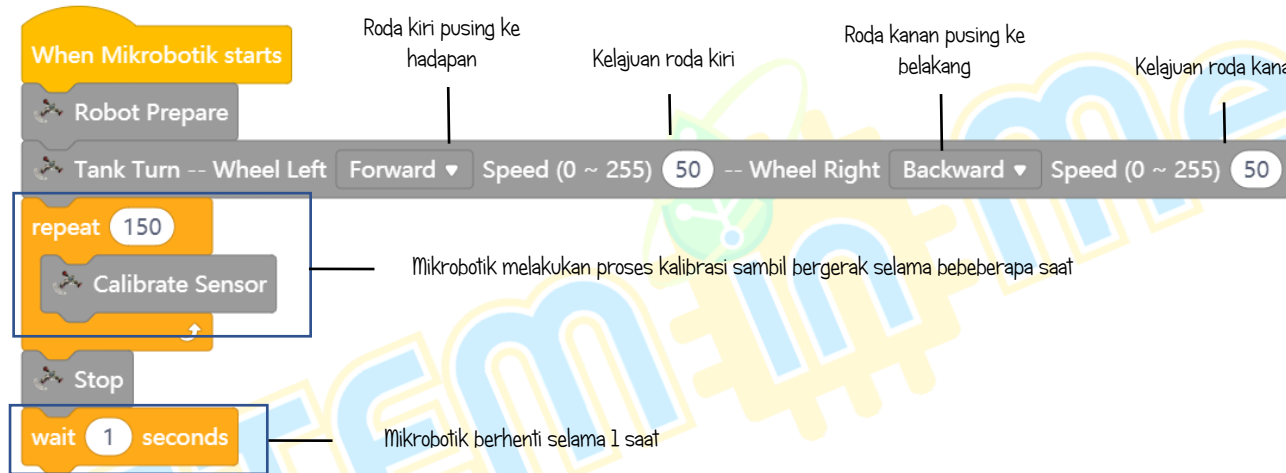 Roda kiri pusing ke
hadapan
Kelajuan roda kiri
Roda kanan pusing ke
belakang
Kelajuan roda kana
When Mikrobotik starts
Robot Prepare
Tank Turn -- Wheel Left Forward Speed (0 ~ 255) 50 -- Wheel Right Backward Speed (0 ~ 255) 50
repeat 150
Calibrate Sensor
Mikrobotik melakukan proses kalibrasi sambil bergerak selama bebeberapa saat
Stop
wait 1 seconds
Mikrobotik berhenti selama 1 saat
STEM-in-me